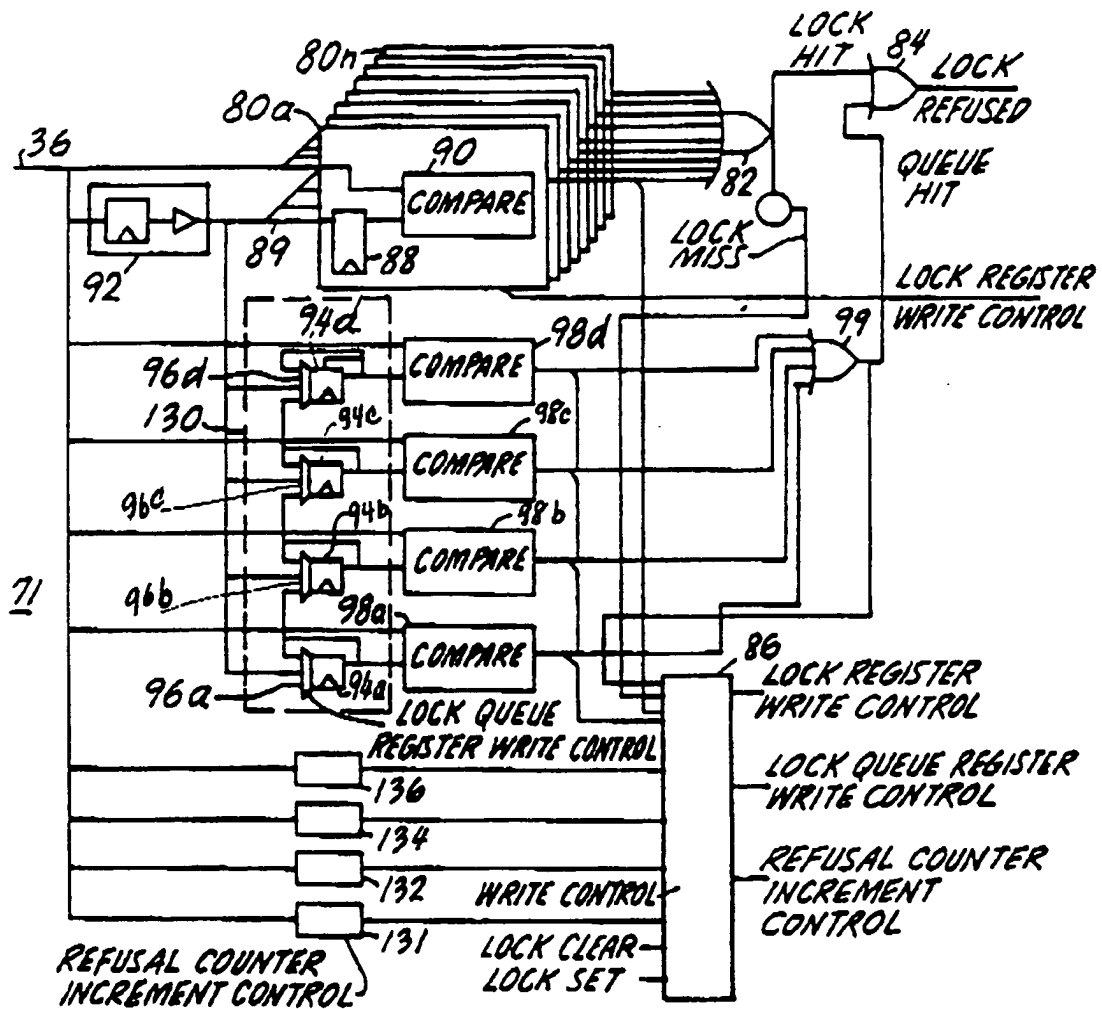 LOCK
HIT
84
LOCK
REFUSED
80n
80a
36
90
COMPARE
82
QUEUE
HIT
92
89
88
LOCK
MISS
LOCK REGISTER
WRITE CONTROL
94d
98d
99
96d
COMPARE
130
94c
98c
COMPARE
96c
94b
98b
COMPARE
96b
71
98a
COMPARE
86
96a
94a
LOCK QUEUE
REGISTER WRITE CONTROL
LOCK REGISTER
WRITE CONTROL
136
LOCK QUEUE REGISTER
WRITE CONTROL
134
132
WRITE CONTROL
REFUSAL COUNTER
INCREMENT
CONTROL
131
LOCK CLEAR
LOCK SET
REFUSAL COUNTER
INCREMENT CONTROL